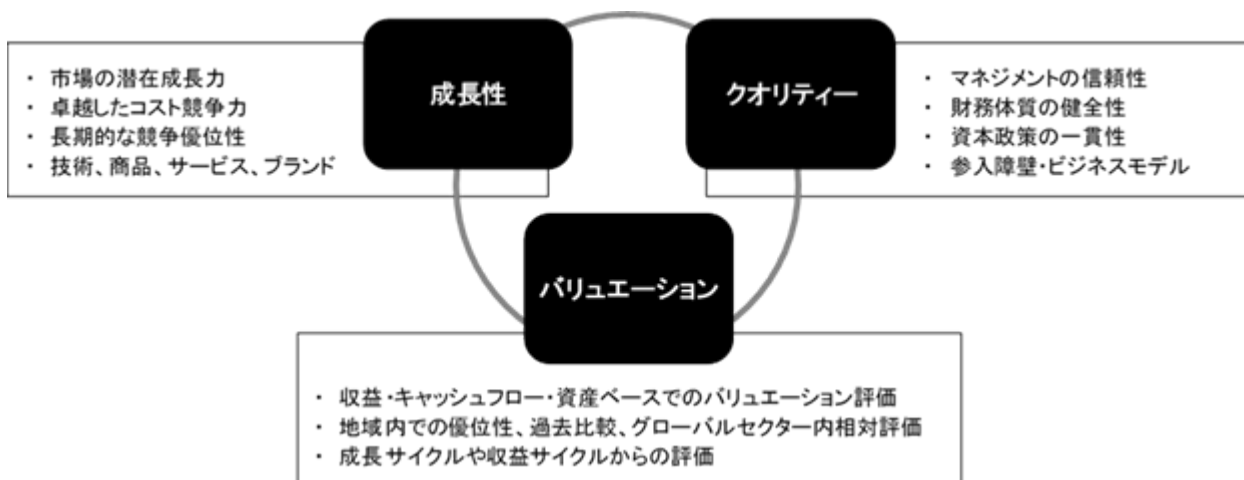 成長性
・ 市場の潜在成長力
・ 卓越したコスト競争力
・ 長期的な競争優位性
・ 技術、商品、サービス、ブランド
クオリティー
・ マネジメントの信頼性
・ 財務体質の健全性
・ 資本政策の一貫性
・ 参入障壁・ビジネスモデル
バリュエーション
・ 収益・キャッシュフロー・資産ベースでのバリュエーション評価
・ 地域内での優位性、過去比較、グローバルセクター内相対評価
・ 成長サイクルや収益サイクルからの評価